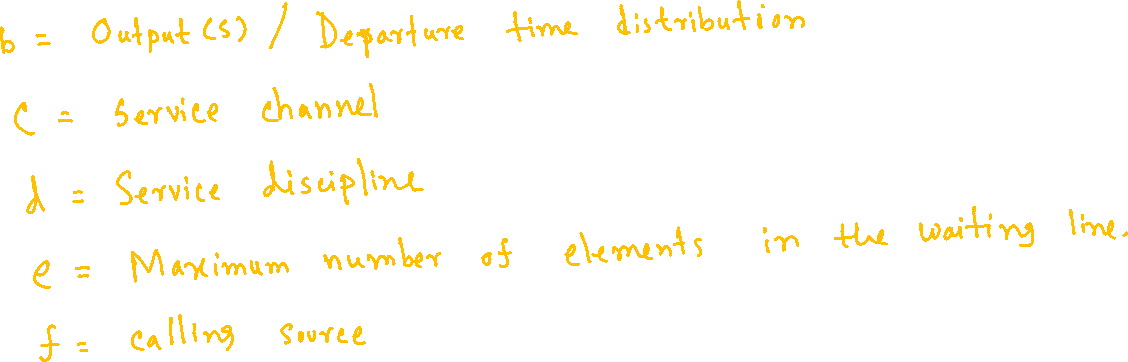 b = Output(s) / Departure time distribution
C = Service channel
d = Service discipline
e = Maximum number of elements in the waiting line.
f = calling source